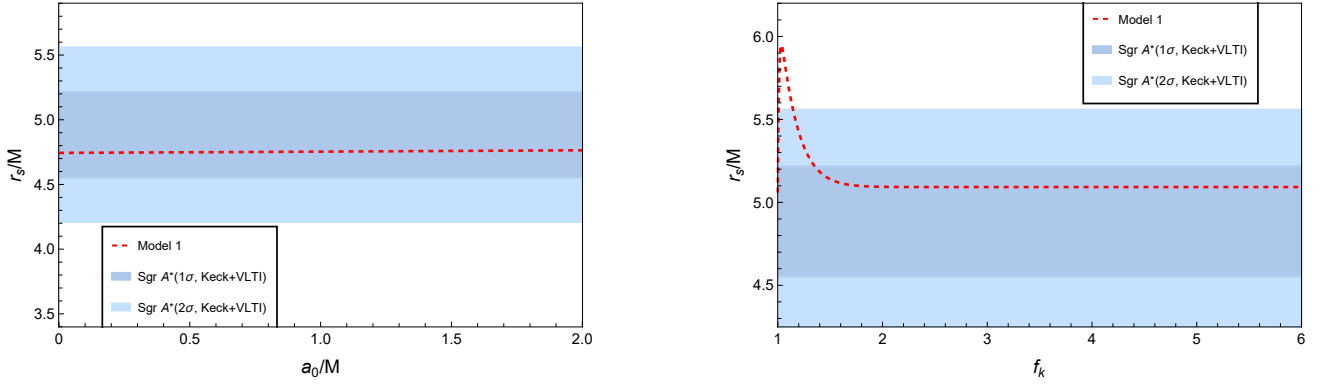 5.5
5.0
4.5
4.0
3.5
r_s/M
Model 1
Sgr A*(1σ, Keck+VLTI)
Sgr A*(2σ, Keck+VLTI)
0 0.5 1.0 1.5 2.0
a_0/M
6.0
5.5
5.0
4.5
r_s/M
Model 1
Sgr A*(1σ, Keck+VLTI)
Sgr A*(2σ, Keck+VLTI)
1 2 3 4 5 6
f_k